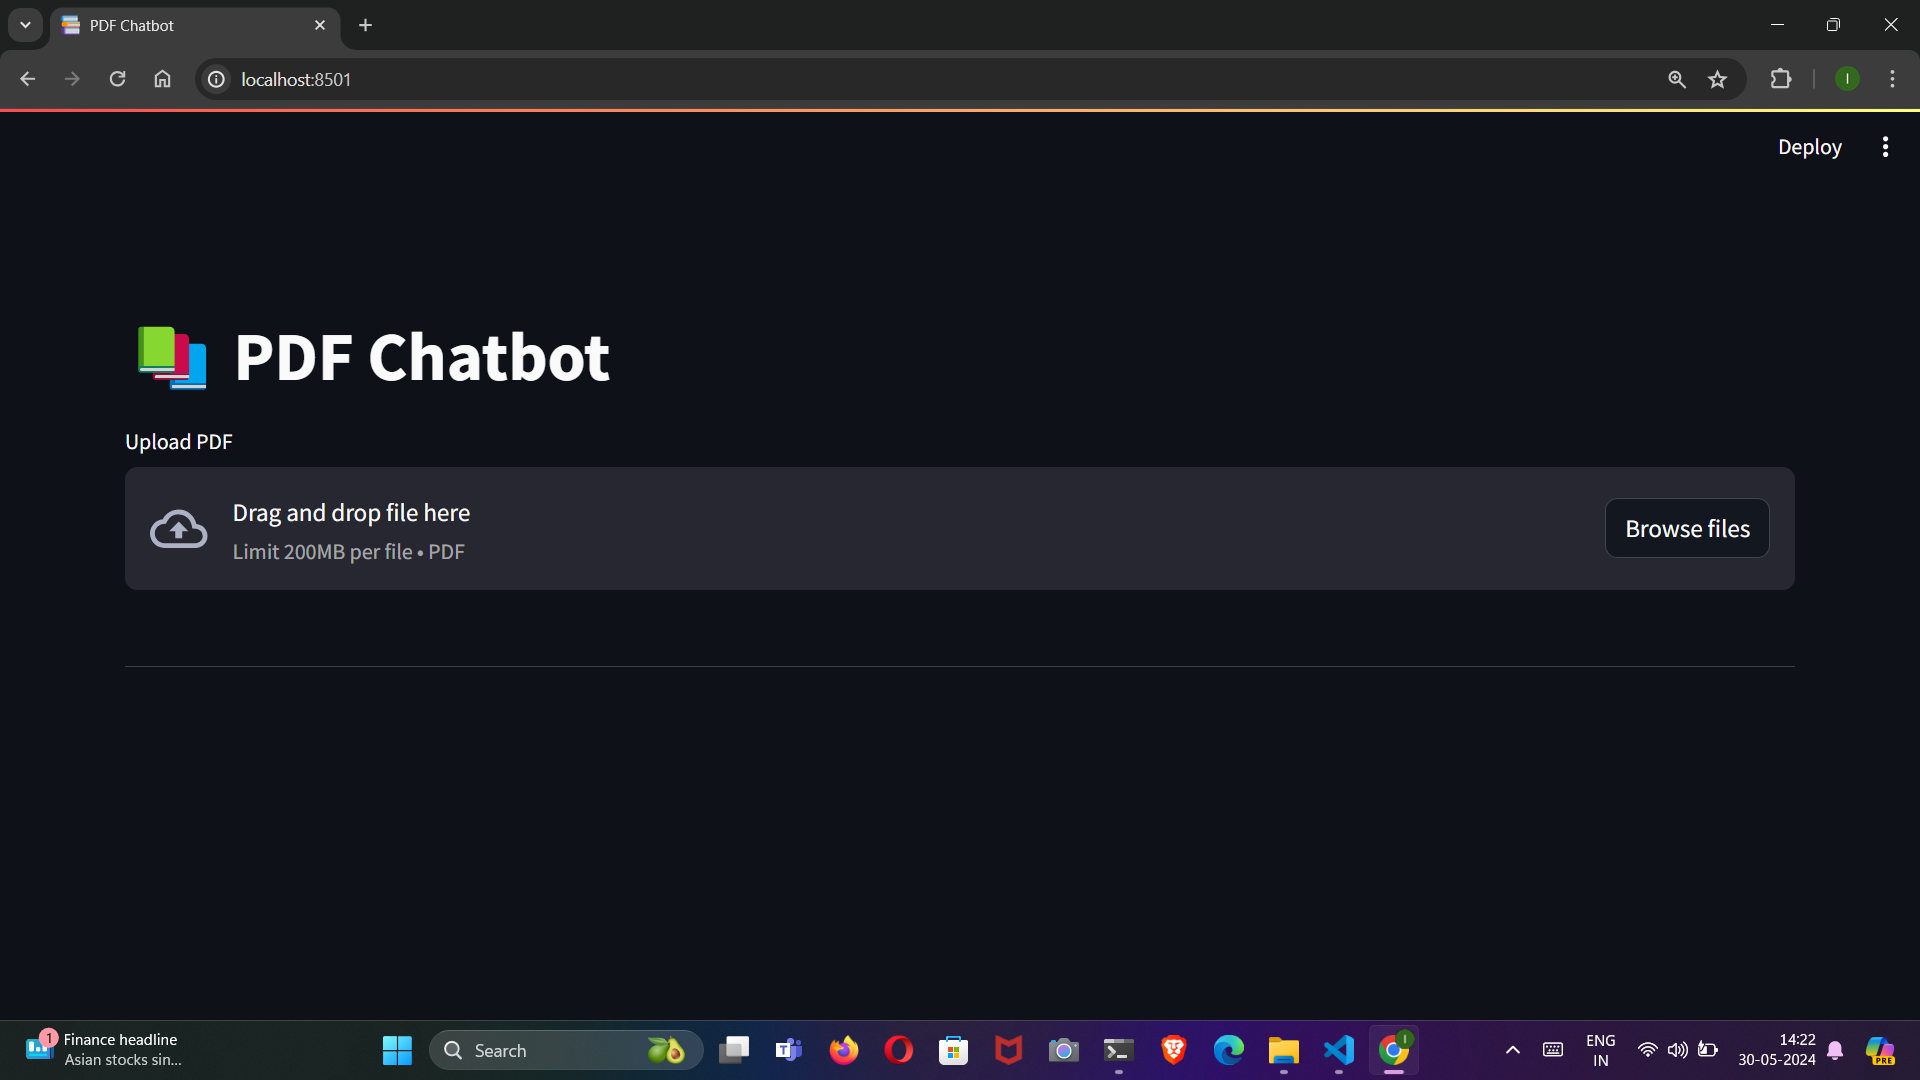 PDF Chatbot
localhost:8501
I
Deploy
PDF Chatbot
Upload PDF
Drag and drop file here
Limit 200MB per file • PDF
Browse files
1
Finance headline
Asian stocks sin...
Search
T
I
ENG
IN
14:22
30-05-2024
PRE